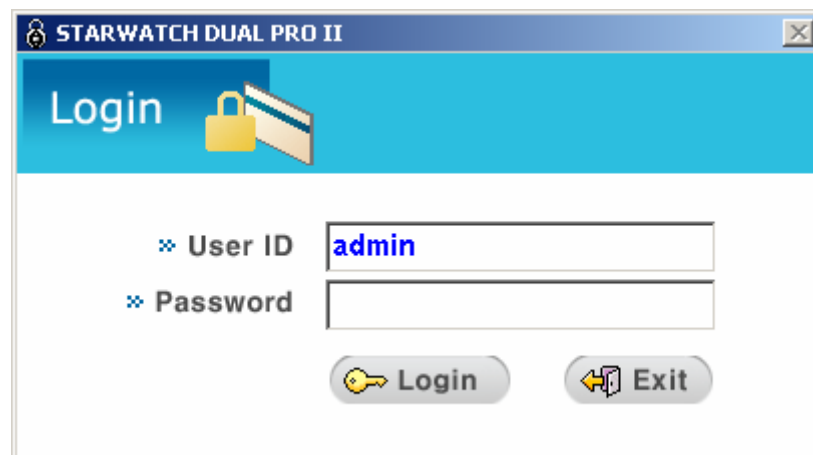 STARWATCH DUAL PRO II
Login
User ID admin
Password
Login Exit